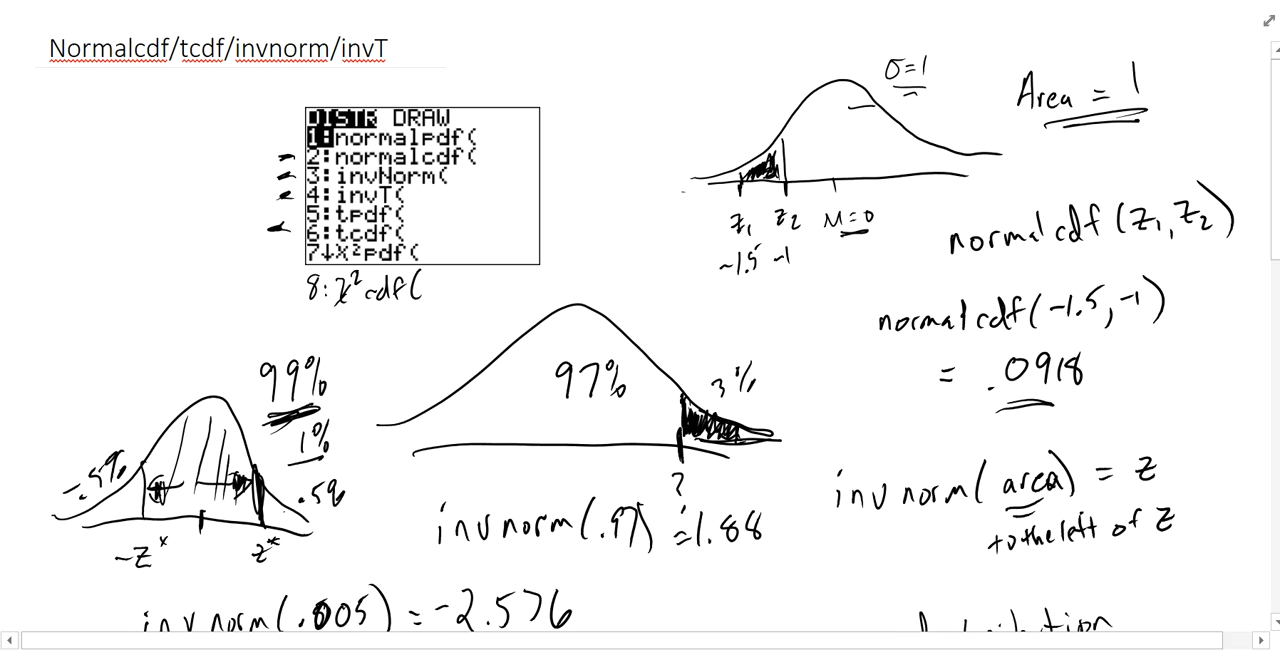 Normalcdf/tcdf/invnorm/invT
DISTR DRAW
1:normalpdf(
2:normalcdf(
3:invNorm(
4:invT(
5:tpdf(
6:tcdf(
7↓χ²pdf(
8:χ²cdf(
σ=1
Area = 1
z₁ z₂ μ=0
-1.5 -1
normalcdf(z₁,z₂)
normalcdf(-1.5,-1)
= .0918
99%
1%
.5%
.5%
-z* z*
97%
3%
?
invnorm(.97) = 1.88
invnorm(area) = z
to the left of z
invnorm(.005) = -2.576